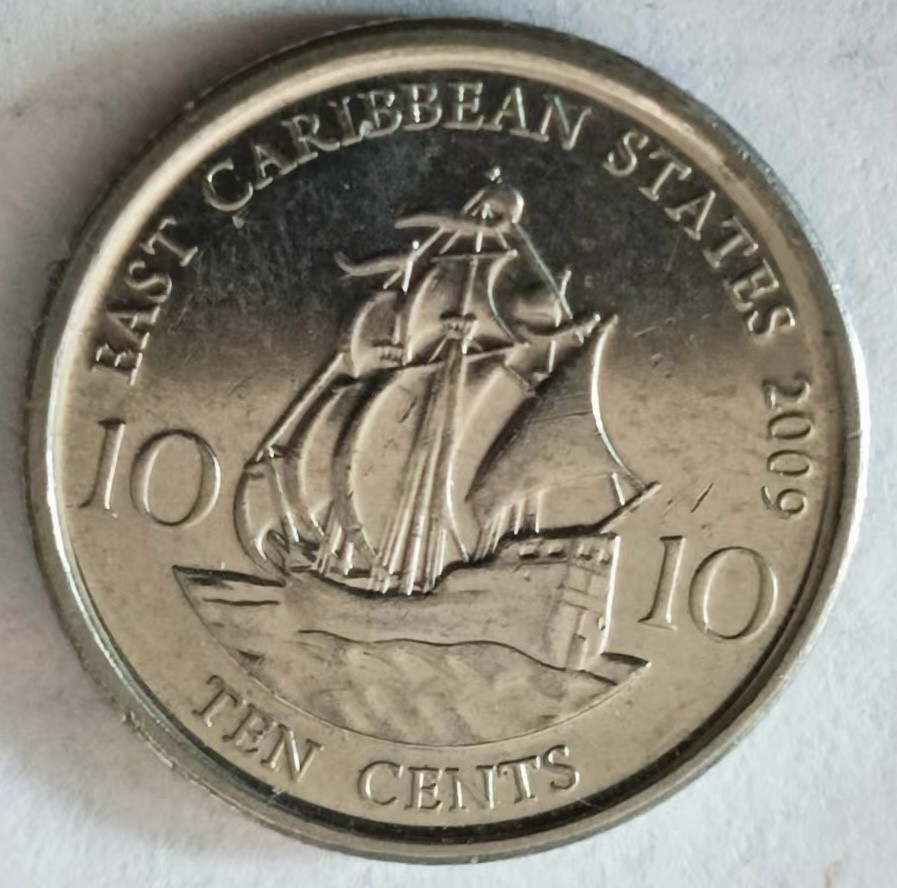 EAST CARIBBEAN STATES 2009
10
10
TEN CENTS